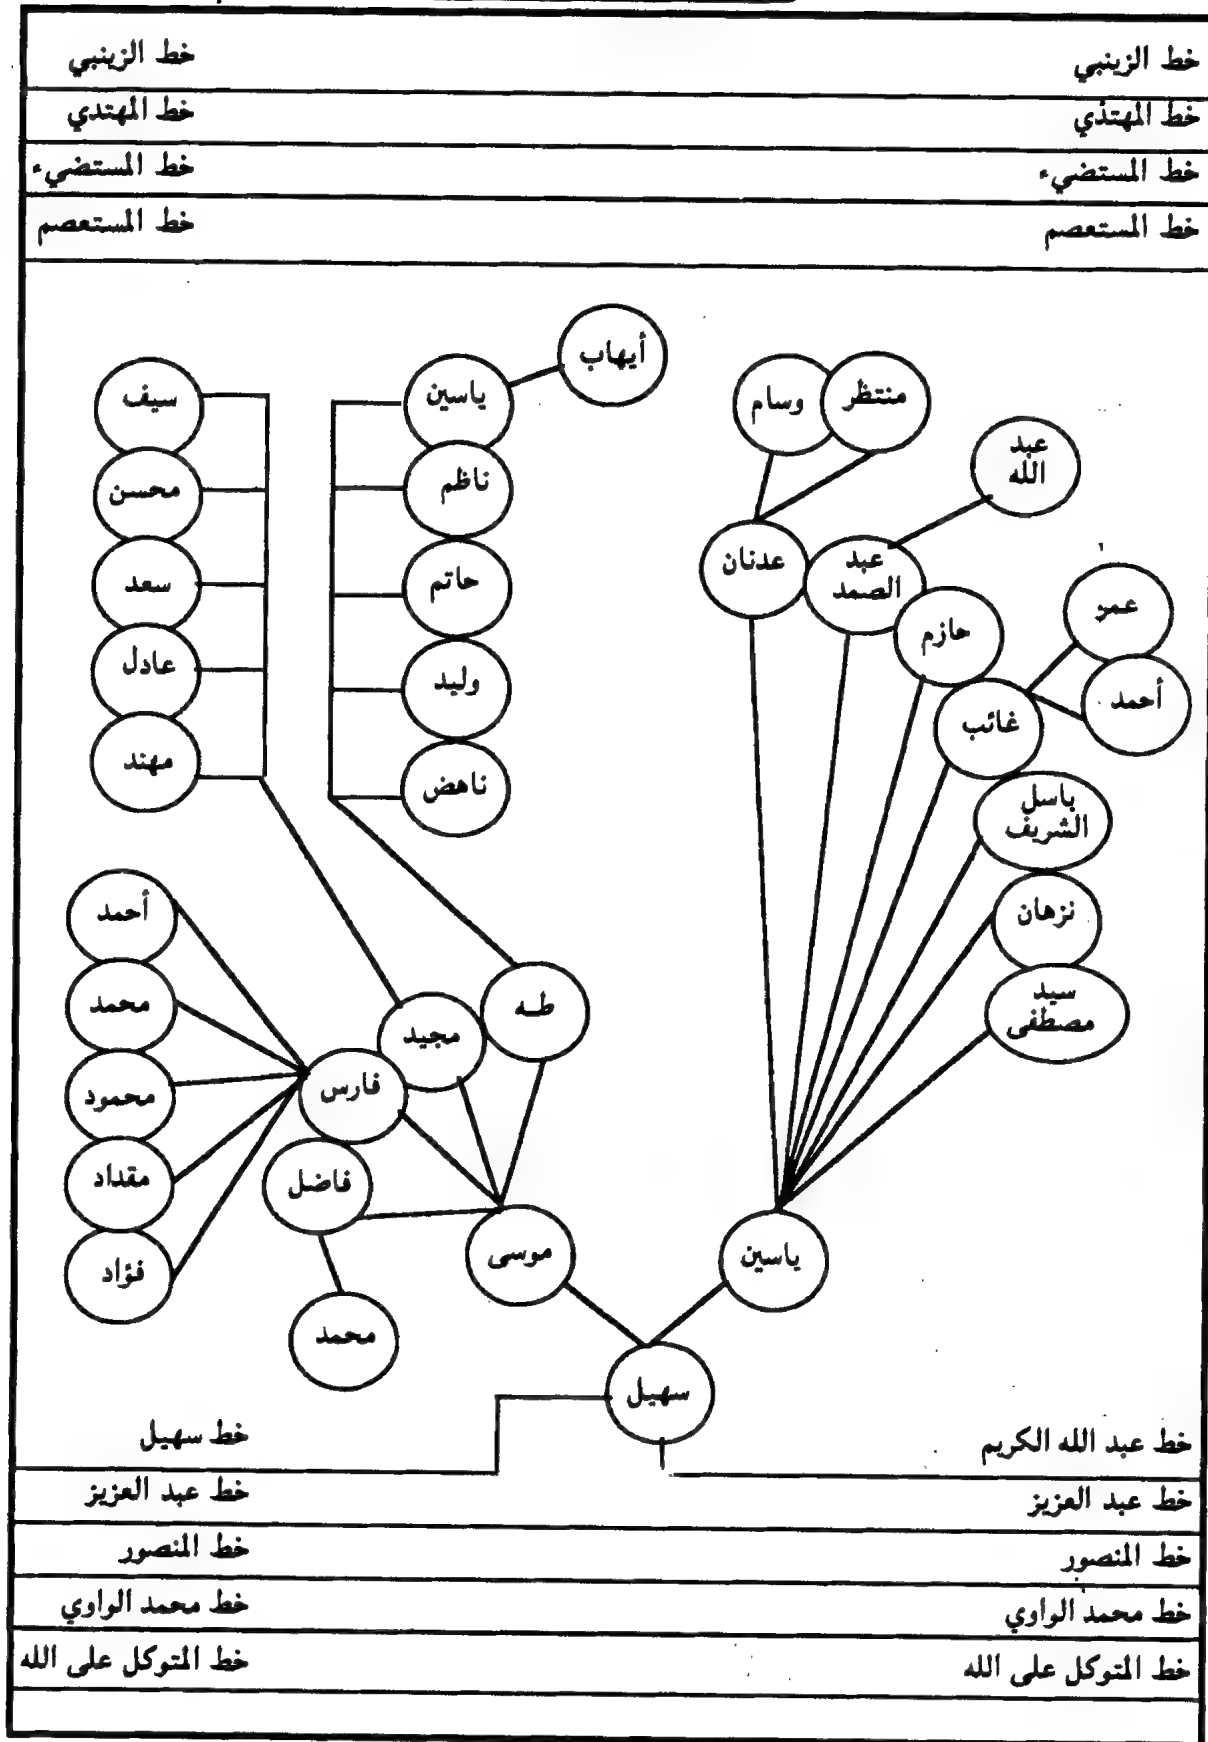 خط الزينبي خط الزينبي
خط المهتدي خط المهتدي
خط المستضيء خط المستضيء
خط المستعصم خط المستعصم
أيهاب
منتظر
وسام
ياسين
سيف
عبد
الله
ناظم
محسن
عبد
الصمد
عدنان
حاتم
سعد
عمر
حازم
وليد
عادل
أحمد
غائب
ناهض
مهند
باسل
الشريف
نزهان
أحمد
سيد
مصطفى
طه
محمد
مجيد
فارس
محمود
فاضل
مقداد
ياسين
موسى
فؤاد
محمد
سهيل
خط عبد الله الكريم خط سهيل
خط عبد العزيز خط عبد العزيز
خط المنصور خط المنصور
خط محمد الواوي خط محمد الواوي
خط المتوكل على الله خط المتوكل على الله